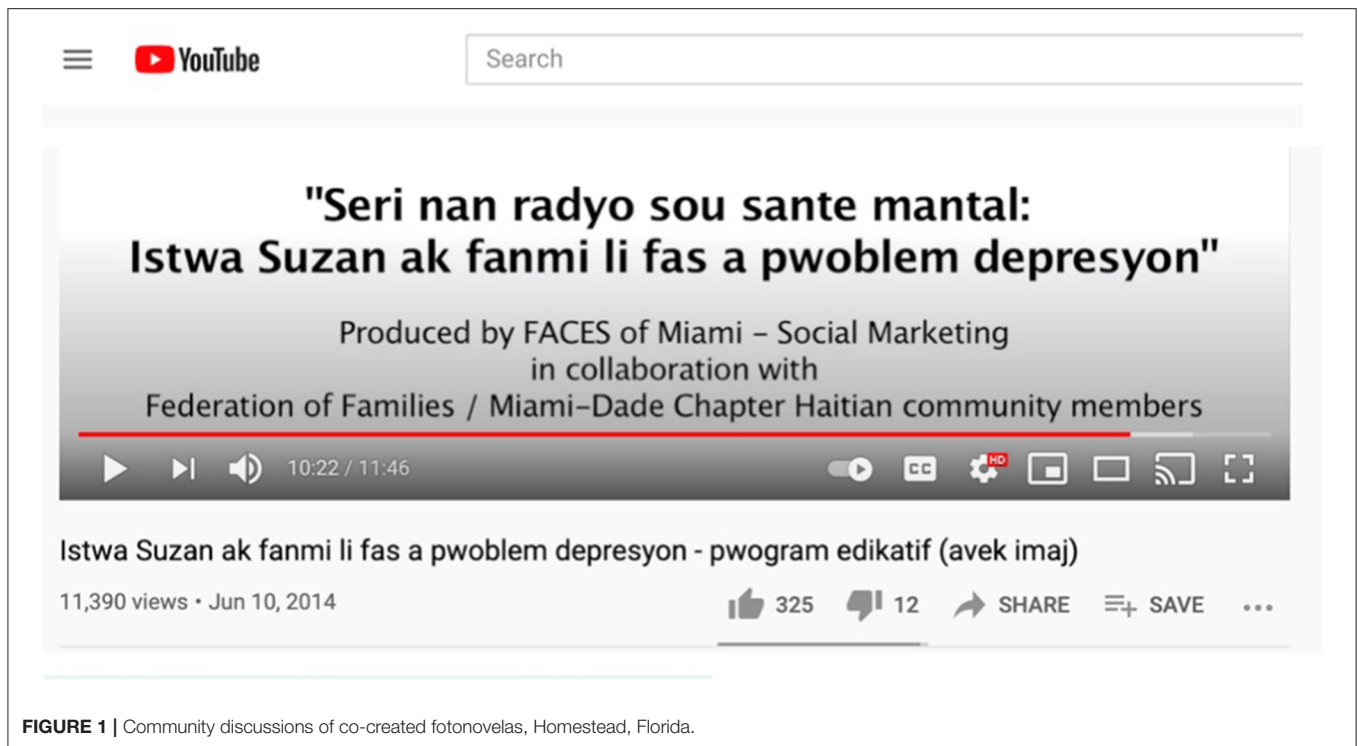 YouTube
Search
"Seri nan radyo sou sante mantal:
Istwa Suzan ak fanmi li fas a pwoblem depresyon"
Produced by FACES of Miami – Social Marketing
in collaboration with
Federation of Families / Miami–Dade Chapter Haitian community members
10:22 / 11:46
CC
HD
Istwa Suzan ak fanmi li fas a pwoblem depresyon - pwogram edikatif (avek imaj)
11,390 views • Jun 10, 2014
325 12 SHARE SAVE
FIGURE 1 | Community discussions of co-created fotonovelas, Homestead, Florida.